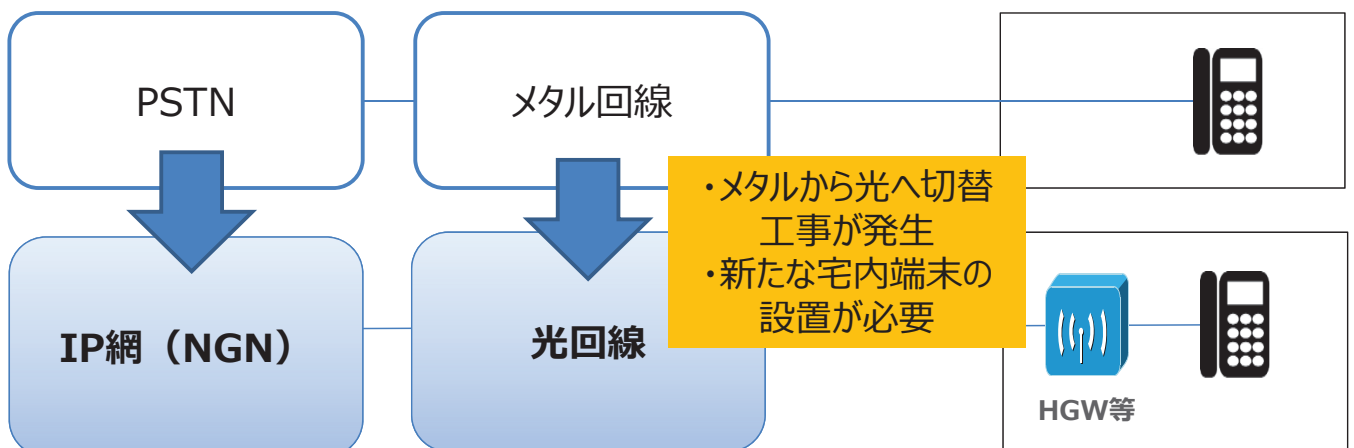 PSTN
メタル回線
・メタルから光へ切替
工事が発生
・新たな宅内端末の
設置が必要
IP網（NGN）
光回線
HGW等